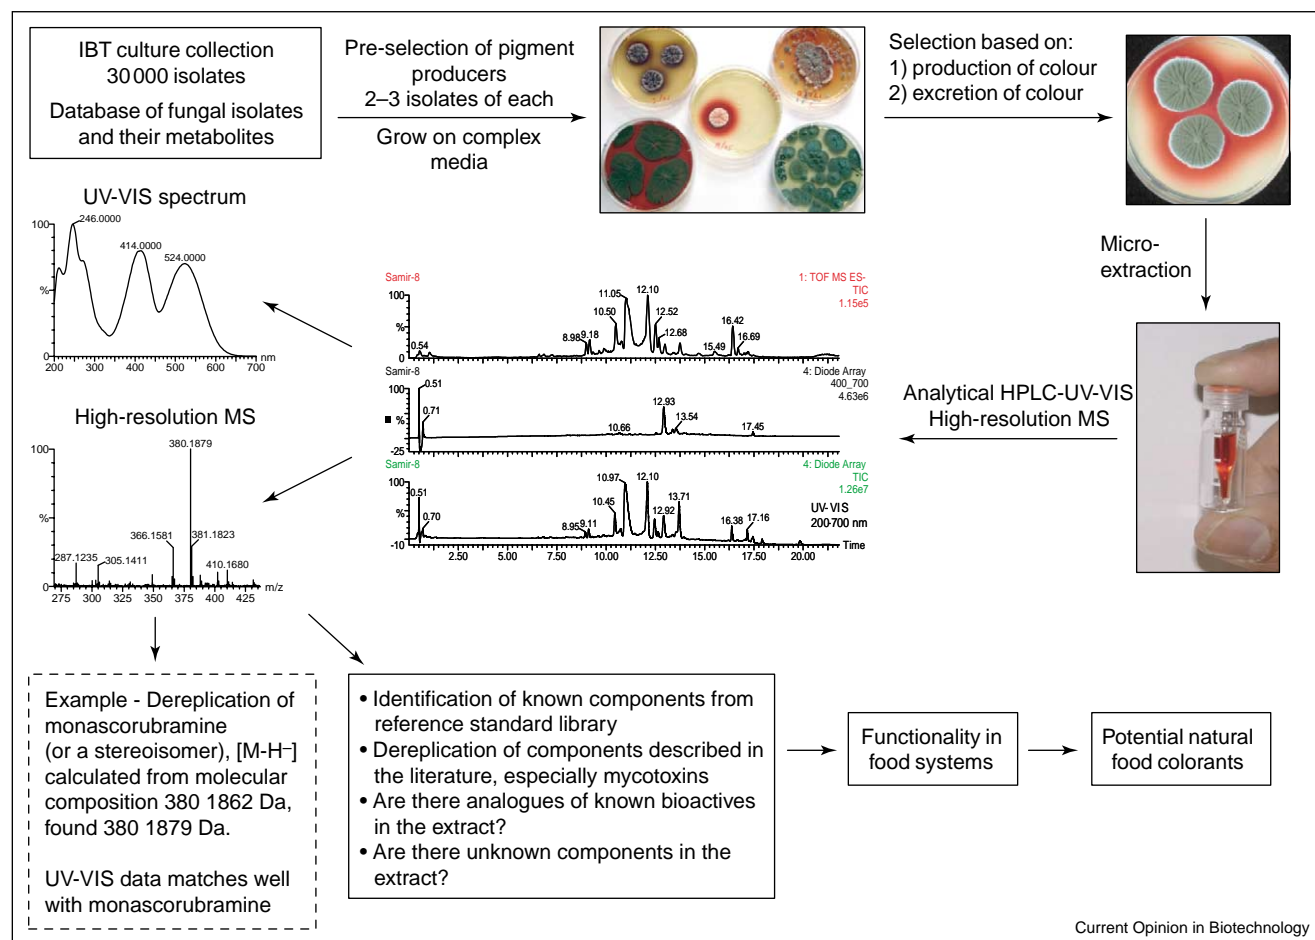 IBT culture collection
30 000 isolates
Database of fungal isolates
and their metabolites
Pre-selection of pigment
producers
2–3 isolates of each
Grow on complex
media
Selection based on:
1) production of colour
2) excretion of colour
Micro-
extraction
Analytical HPLC-UV-VIS
High-resolution MS
UV-VIS spectrum
100
%
0
246.0000
414.0000
524.0000
200 300 400 500 600 700 nm
High-resolution MS
100
%
0
380.1879
366.1581
381.1823
287.1235
305.1411
410.1680
275 300 325 350 375 400 425 m/z
Samir-8
1: TOF MS ES-
TIC
1.15e5
100
%
0
0.54
8.98
9.18
10.50
11.05
12.10
12.52
12.68
15.49
16.42
16.69
Samir-8
4: Diode Array
400_700
4.63e6
100
%
-25
0.51
0.71
10.66
12.93
13.54
17.45
Samir-8
4: Diode Array
TIC
1.26e7
UV-VIS
200-700 nm
100
%
-10
0.51
0.70
8.95
9.11
10.45
10.97
12.10
12.92
13.71
16.38
17.16
Time
2.50 5.00 7.50 10.00 12.50 15.00 17.50 20.00
Example - Dereplication of
monascorubramine
(or a stereoisomer), [M-H–]
calculated from molecular
composition 380 1862 Da,
found 380 1879 Da.
UV-VIS data matches well
with monascorubramine
• Identification of known components from
reference standard library
• Dereplication of components described in
the literature, especially mycotoxins
• Are there analogues of known bioactives
in the extract?
• Are there unknown components in the
extract?
Functionality in
food systems
Potential natural
food colorants
Current Opinion in Biotechnology